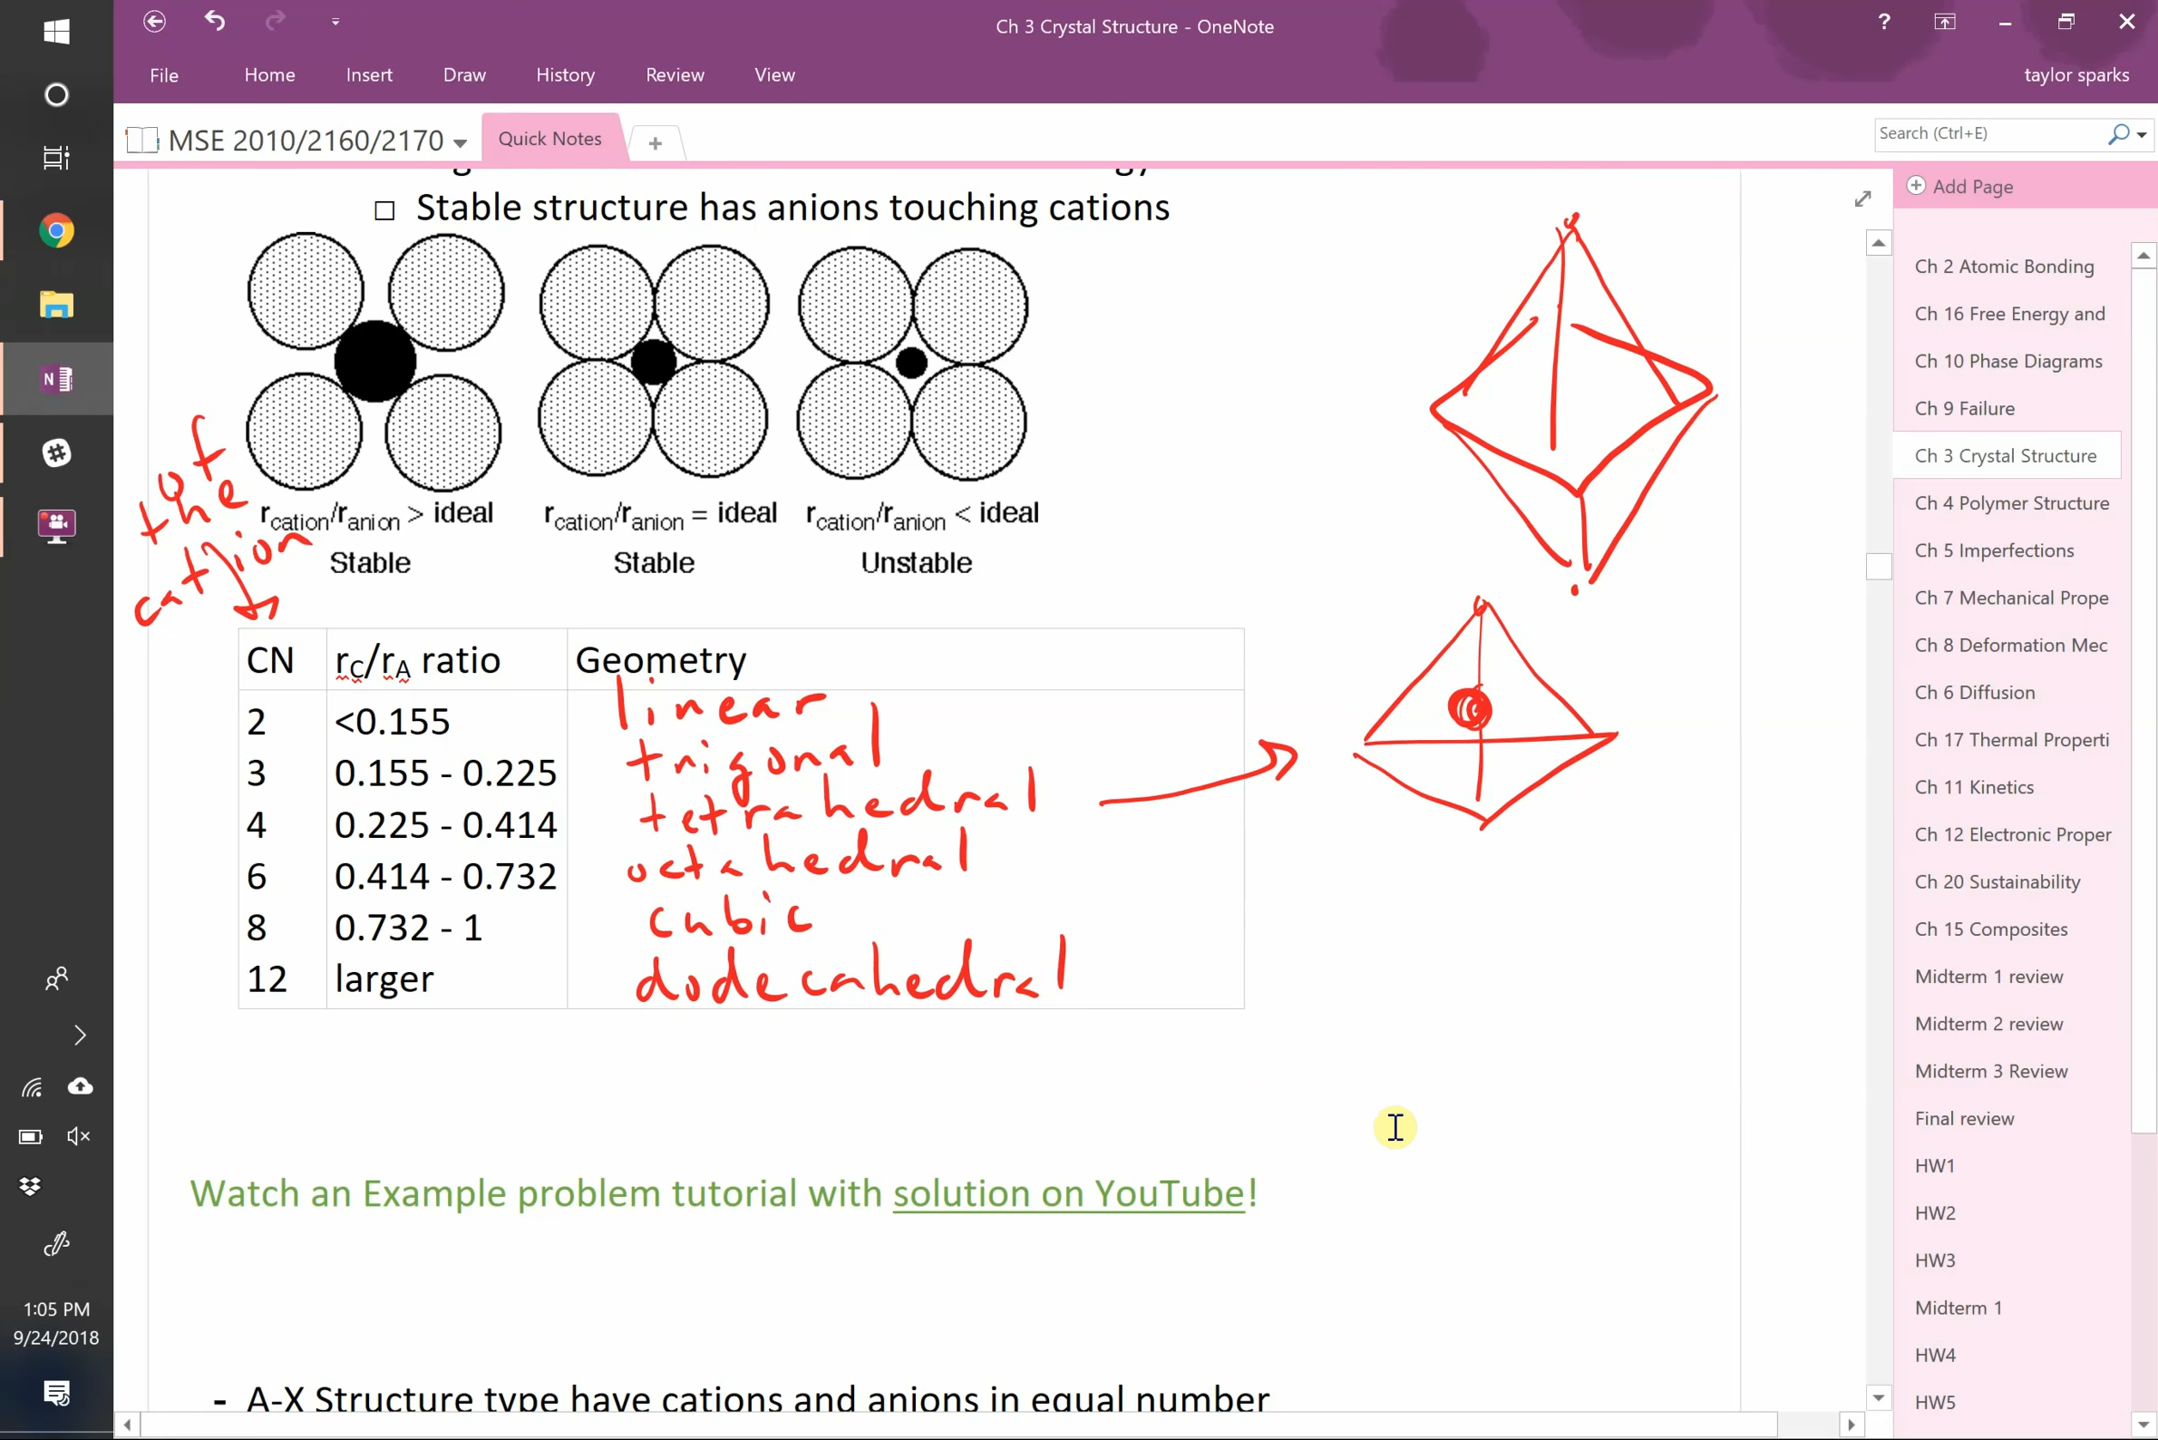 Ch 3 Crystal Structure - OneNote
?
File Home Insert Draw History Review View
taylor sparks
MSE 2010/2160/2170
Quick Notes
+
Search (Ctrl+E)
□ Stable structure has anions touching cations
rcation/ranion > ideal
Stable
rcation/ranion = ideal
Stable
rcation/ranion < ideal
Unstable
of
the
cation
CN rC/rA ratio Geometry
2 <0.155 linear
3 0.155 - 0.225 trigonal
4 0.225 - 0.414 tetrahedral
6 0.414 - 0.732 octahedral
8 0.732 - 1 cubic
12 larger dodecahedral
Watch an Example problem tutorial with solution on YouTube!
- A-X Structure type have cations and anions in equal number
Add Page
Ch 2 Atomic Bonding
Ch 16 Free Energy and
Ch 10 Phase Diagrams
Ch 9 Failure
Ch 3 Crystal Structure
Ch 4 Polymer Structure
Ch 5 Imperfections
Ch 7 Mechanical Prope
Ch 8 Deformation Mec
Ch 6 Diffusion
Ch 17 Thermal Properti
Ch 11 Kinetics
Ch 12 Electronic Proper
Ch 20 Sustainability
Ch 15 Composites
Midterm 1 review
Midterm 2 review
Midterm 3 Review
Final review
HW1
HW2
HW3
Midterm 1
HW4
HW5
N
1:05 PM
9/24/2018